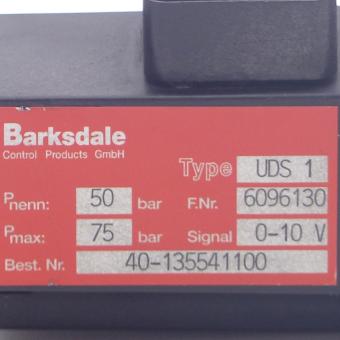 Barksdale
Control Products GmbH
Type UDS 1
Pnenn: 50 bar F.Nr. 6096130
Pmax: 75 bar Signal 0-10 V
Best. Nr. 40-135541100